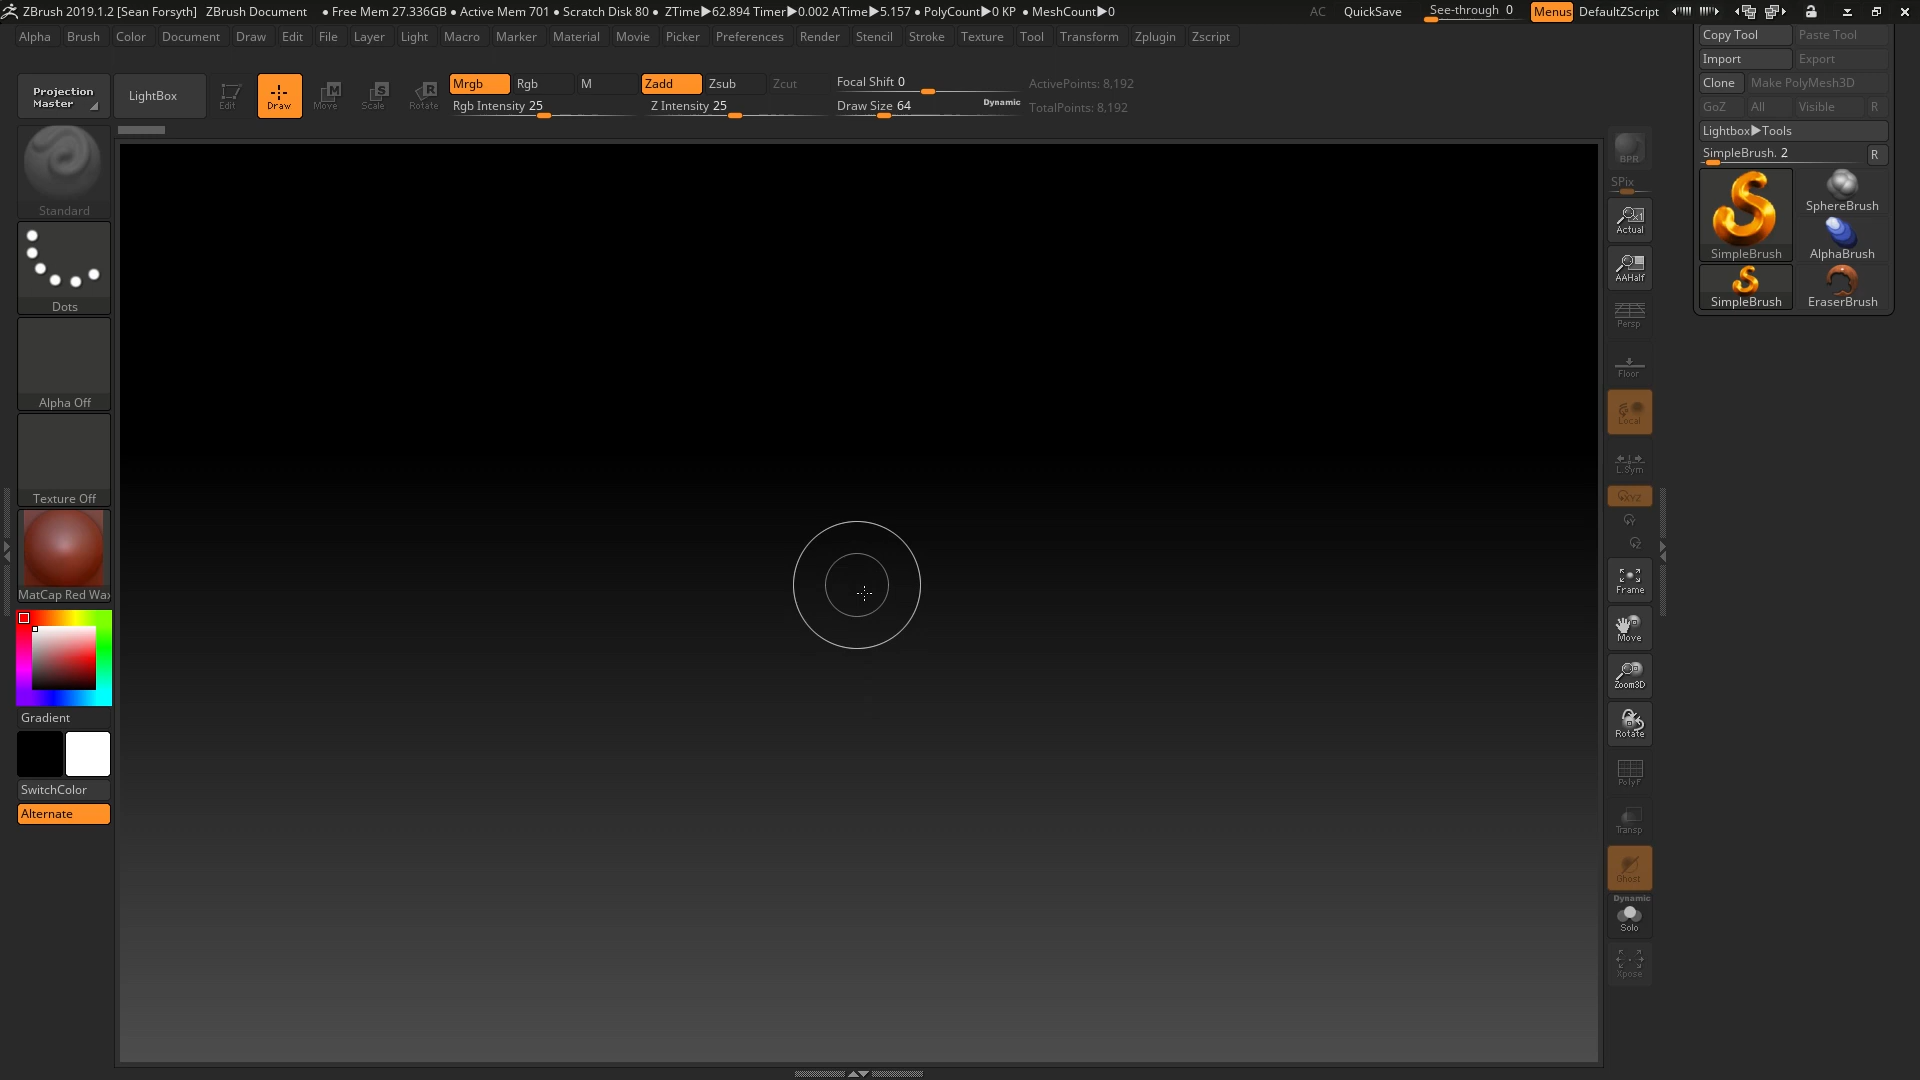 ZBrush 2019.1.2 [Sean Forsyth] ZBrush Document • Free Mem 27.336GB • Active Mem 701 • Scratch Disk 80 • ZTime▶62.894 Timer▶0.002 ATime▶5.157 • PolyCount▶0 KP • MeshCount▶0 AC QuickSave See-through 0 Menus DefaultZScript
Alpha Brush Color Document Draw Edit File Layer Light Macro Marker Material Movie Picker Preferences Render Stencil Stroke Texture Tool Transform Zplugin Zscript
Copy Tool Paste Tool
Import Export
Clone Make PolyMesh3D
GoZ All Visible R
Lightbox▶Tools
SimpleBrush. 2 R
SimpleBrush
SphereBrush
AlphaBrush
SimpleBrush
EraserBrush
Projection Master
LightBox
Edit
Draw
Move
Scale
Rotate
Mrgb Rgb M
Rgb Intensity 25
Zadd Zsub Zcut
Z Intensity 25
Focal Shift 0
Draw Size 64 Dynamic
ActivePoints: 8,192
TotalPoints: 8,192
Standard
Dots
Alpha Off
Texture Off
MatCap Red Wax
Gradient
SwitchColor
Alternate
BPR
SPix
Actual
AAHalf
Persp
Floor
Local
L.Sym
XYZ
Y
Z
Frame
Move
Zoom3D
Rotate
PolyF
Transp
Ghost
Dynamic
Solo
Xpose